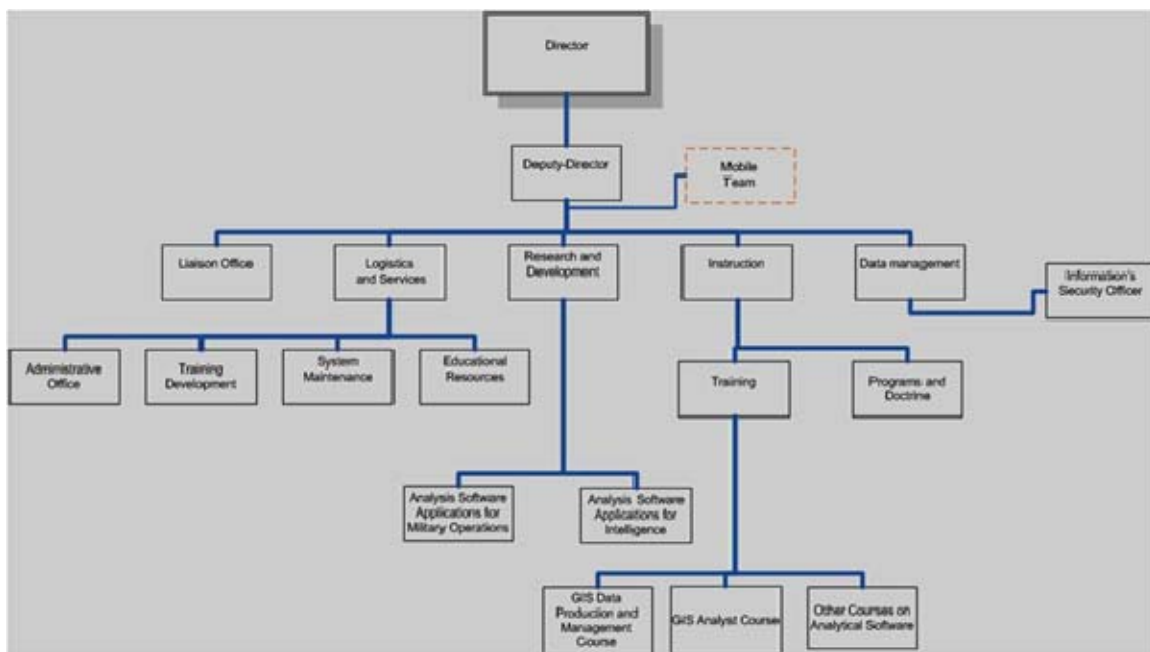 Director
Deputy-Director
Mobile
Team
Liaison Office
Logistics
and Services
Research and
Development
Instruction
Data management
Information's
Security Officer
Administrative
Office
Training
Development
System
Maintenance
Educational
Resources
Training
Programs and
Doctrine
Analysis Software
Applications for
Military Operations
Analysis Software
Applications for
Intelligence
GIS Data
Production and
Management
Course
GIS Analyst Course
Other Courses on
Analytical Software